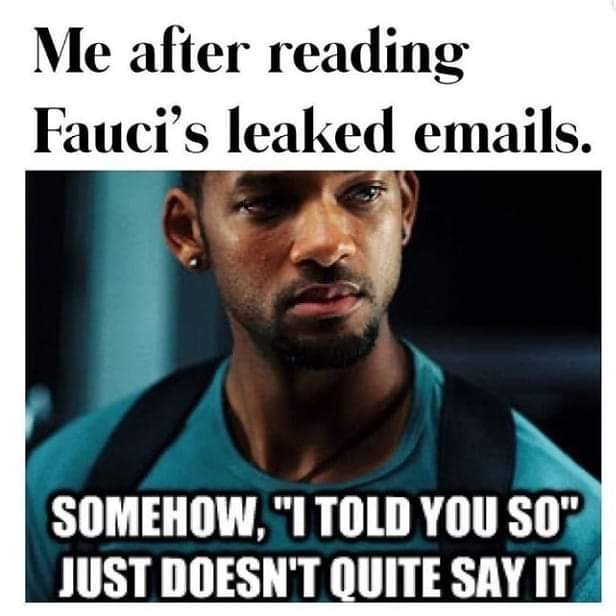 Me after reading
Fauci's leaked emails.
SOMEHOW, "I TOLD YOU SO"
JUST DOESN'T QUITE SAY IT